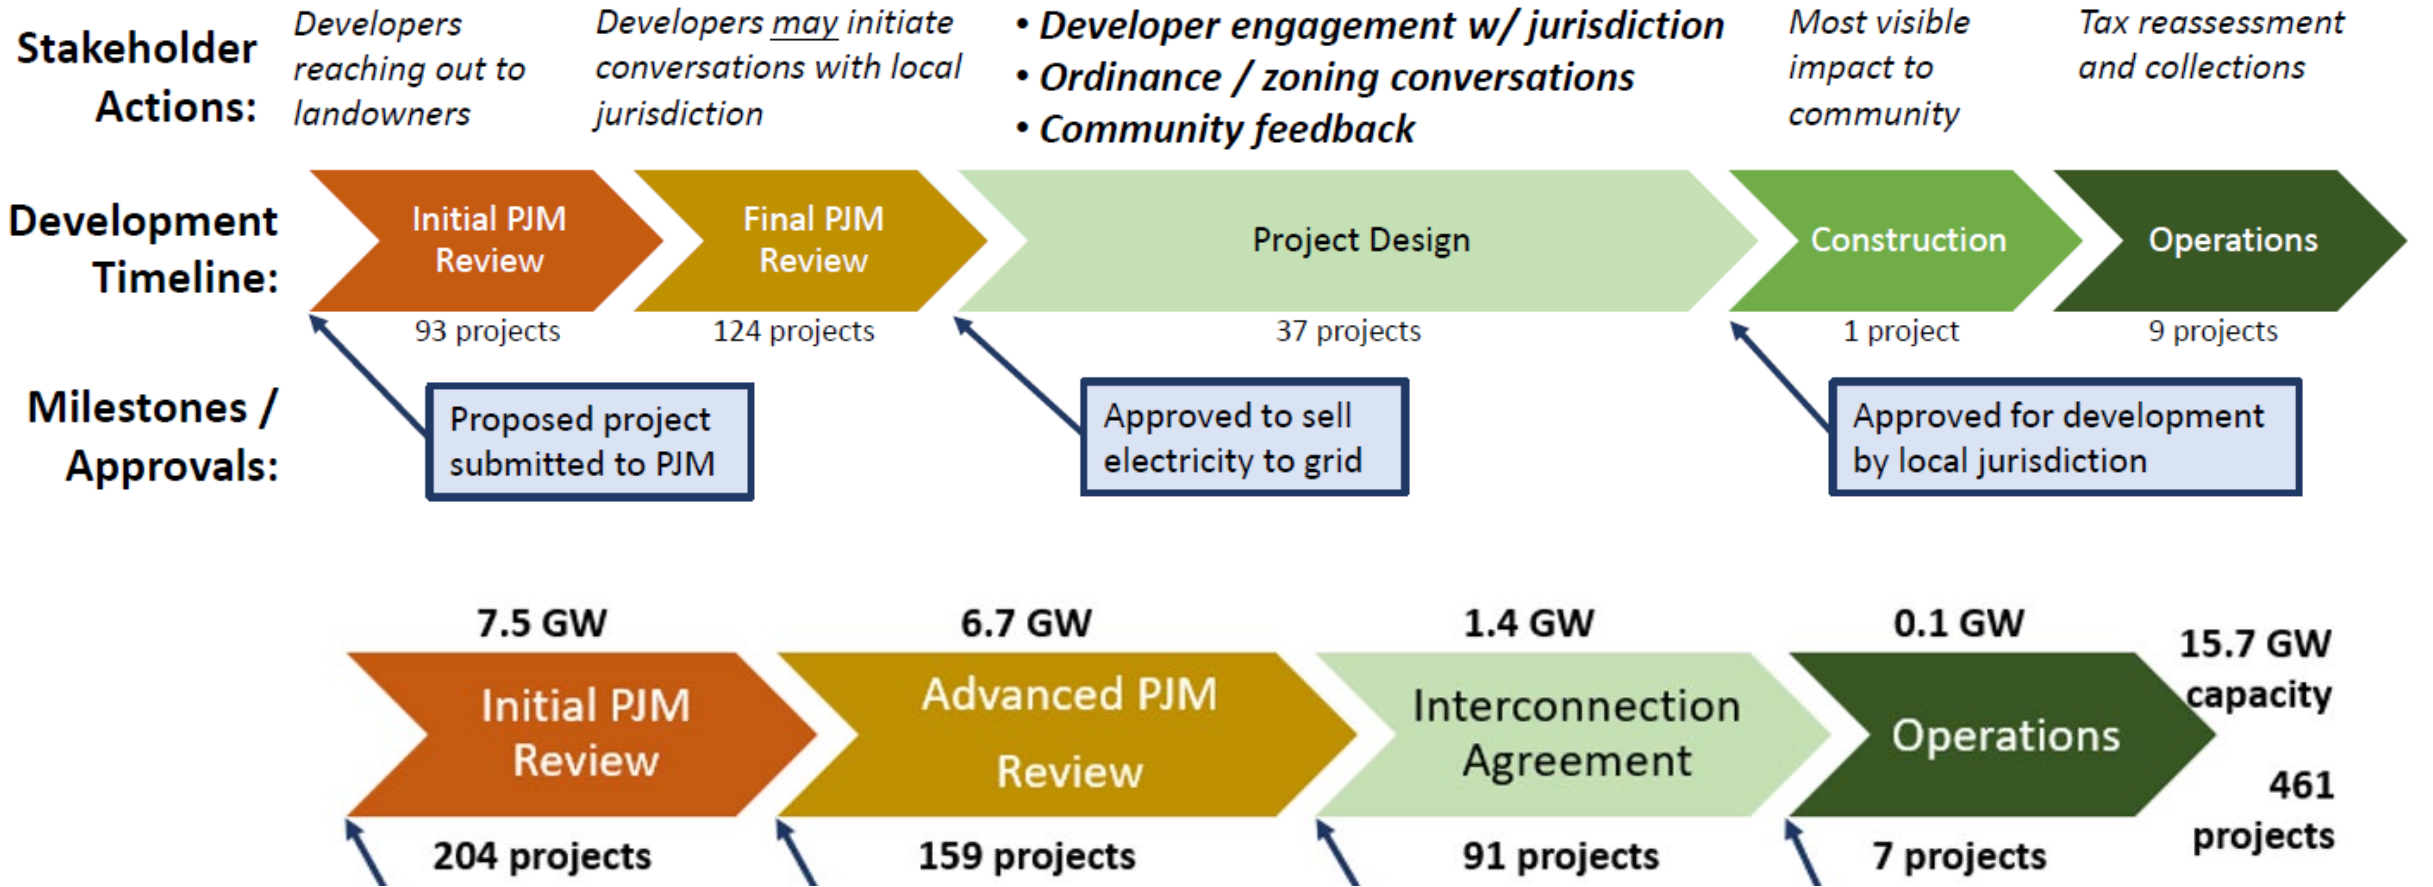 Stakeholder
Actions:
Developers
reaching out to
landowners
Developers may initiate
conversations with local
jurisdiction
• Developer engagement w/ jurisdiction
• Ordinance / zoning conversations
• Community feedback
Most visible
impact to
community
Tax reassessment
and collections
Development
Timeline:
Initial PJM
Review
Final PJM
Review
Project Design
Construction
Operations
93 projects
124 projects
37 projects
1 project
9 projects
Milestones /
Approvals:
Proposed project
submitted to PJM
Approved to sell
electricity to grid
Approved for development
by local jurisdiction
7.5 GW
6.7 GW
1.4 GW
0.1 GW
15.7 GW
capacity
Initial PJM
Review
Advanced PJM
Review
Interconnection
Agreement
Operations
461
projects
204 projects
159 projects
91 projects
7 projects